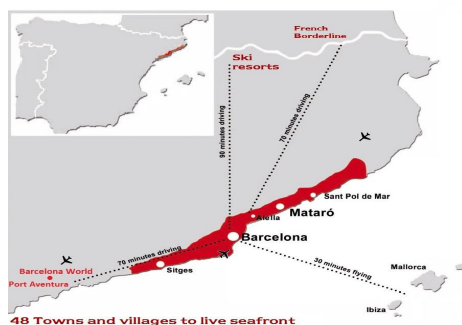 French
Borderline
Ski
resorts
90 minutes driving
70 minutes driving
Sant Pol de Mar
Alella
Mataró
Barcelona
70 minutes driving
Barcelona World
Port Aventura
Sitges
30 minutes flying
Mallorca
Ibiza
48 Towns and villages to live seafront